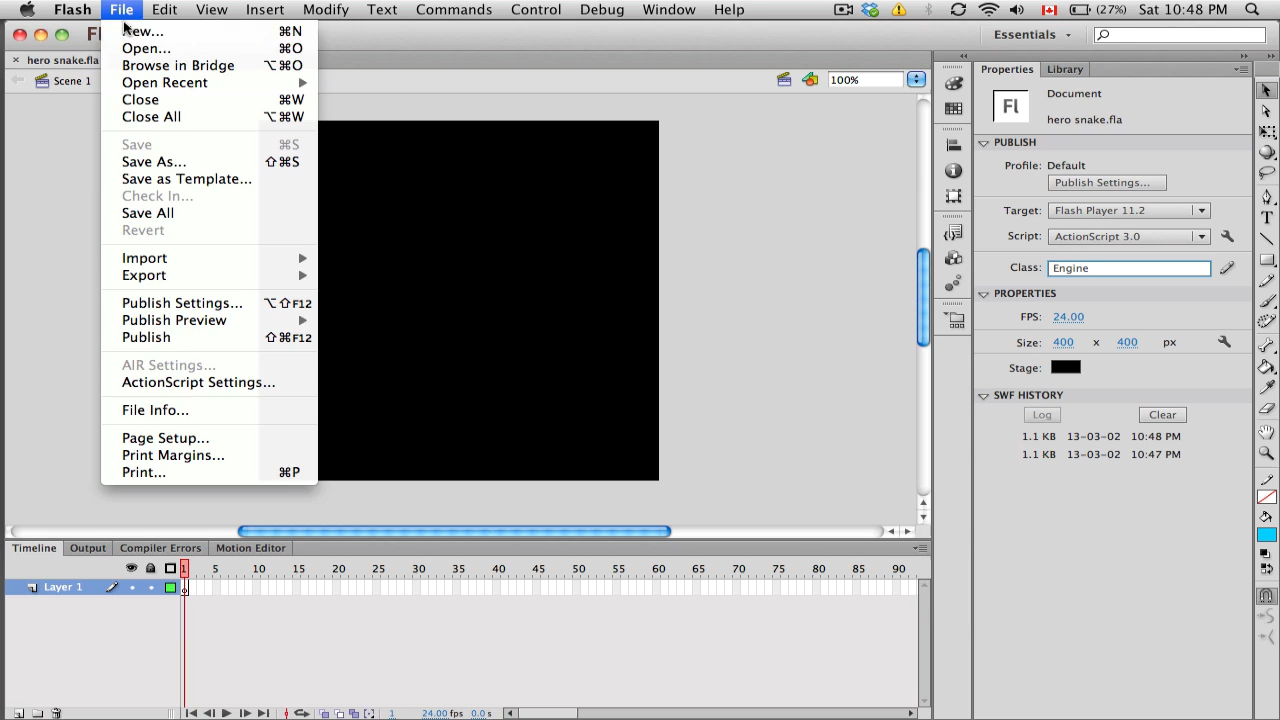 Flash File Edit View Insert Modify Text Commands Control Debug Window Help (27%) Sat 10:48 PM
Essentials
hero snake.fla
Scene 1
100%
New... ⌘N
Open... ⌘O
Browse in Bridge ⌥⌘O
Open Recent
Close ⌘W
Close All ⌥⌘W
Save ⌘S
Save As... ⇧⌘S
Save as Template...
Check In...
Save All
Revert
Import
Export
Publish Settings... ⌥⇧F12
Publish Preview
Publish ⇧⌘F12
AIR Settings...
ActionScript Settings...
File Info...
Page Setup...
Print Margins...
Print... ⌘P
Properties Library
Fl
Document
hero snake.fla
PUBLISH
Profile: Default
Publish Settings...
Target: Flash Player 11.2
Script: ActionScript 3.0
Class: Engine
PROPERTIES
FPS: 24.00
Size: 400 x 400 px
Stage:
SWF HISTORY
Log Clear
1.1 KB 13-03-02 10:48 PM
1.1 KB 13-03-02 10:47 PM
Timeline Output Compiler Errors Motion Editor
1 5 10 15 20 25 30 35 40 45 50 55 60 65 70 75 80 85 90
Layer 1
1 24.00 fps 0.0 s